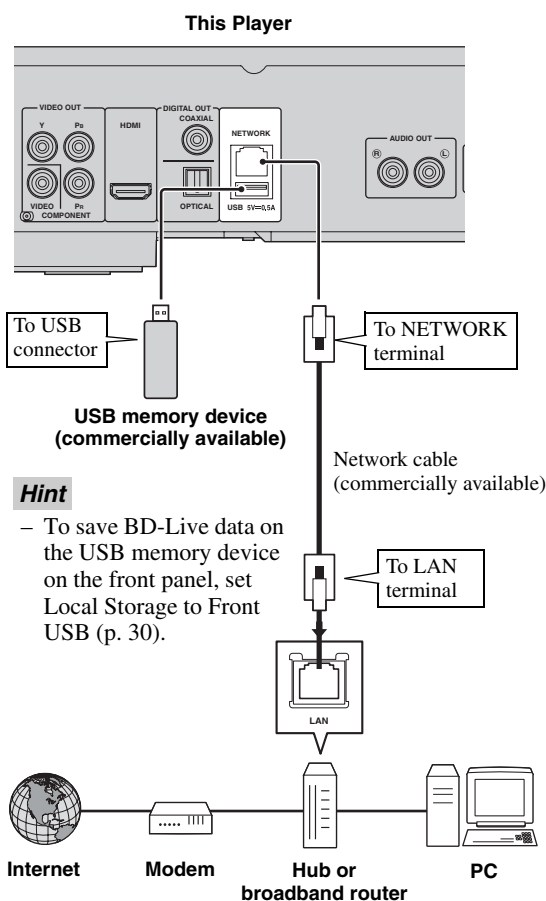 This Player
VIDEO OUT
Y
PB
VIDEO
PR
COMPONENT
HDMI
DIGITAL OUT
COAXIAL
OPTICAL
NETWORK
USB 5V⎓0,5A
AUDIO OUT
R
L
To USB
connector
To NETWORK
terminal
USB memory device
(commercially available)
Network cable
(commercially available)
Hint
– To save BD-Live data on
the USB memory device
on the front panel, set
Local Storage to Front
USB (p. 30).
To LAN
terminal
LAN
Internet
Modem
Hub or
broadband router
PC